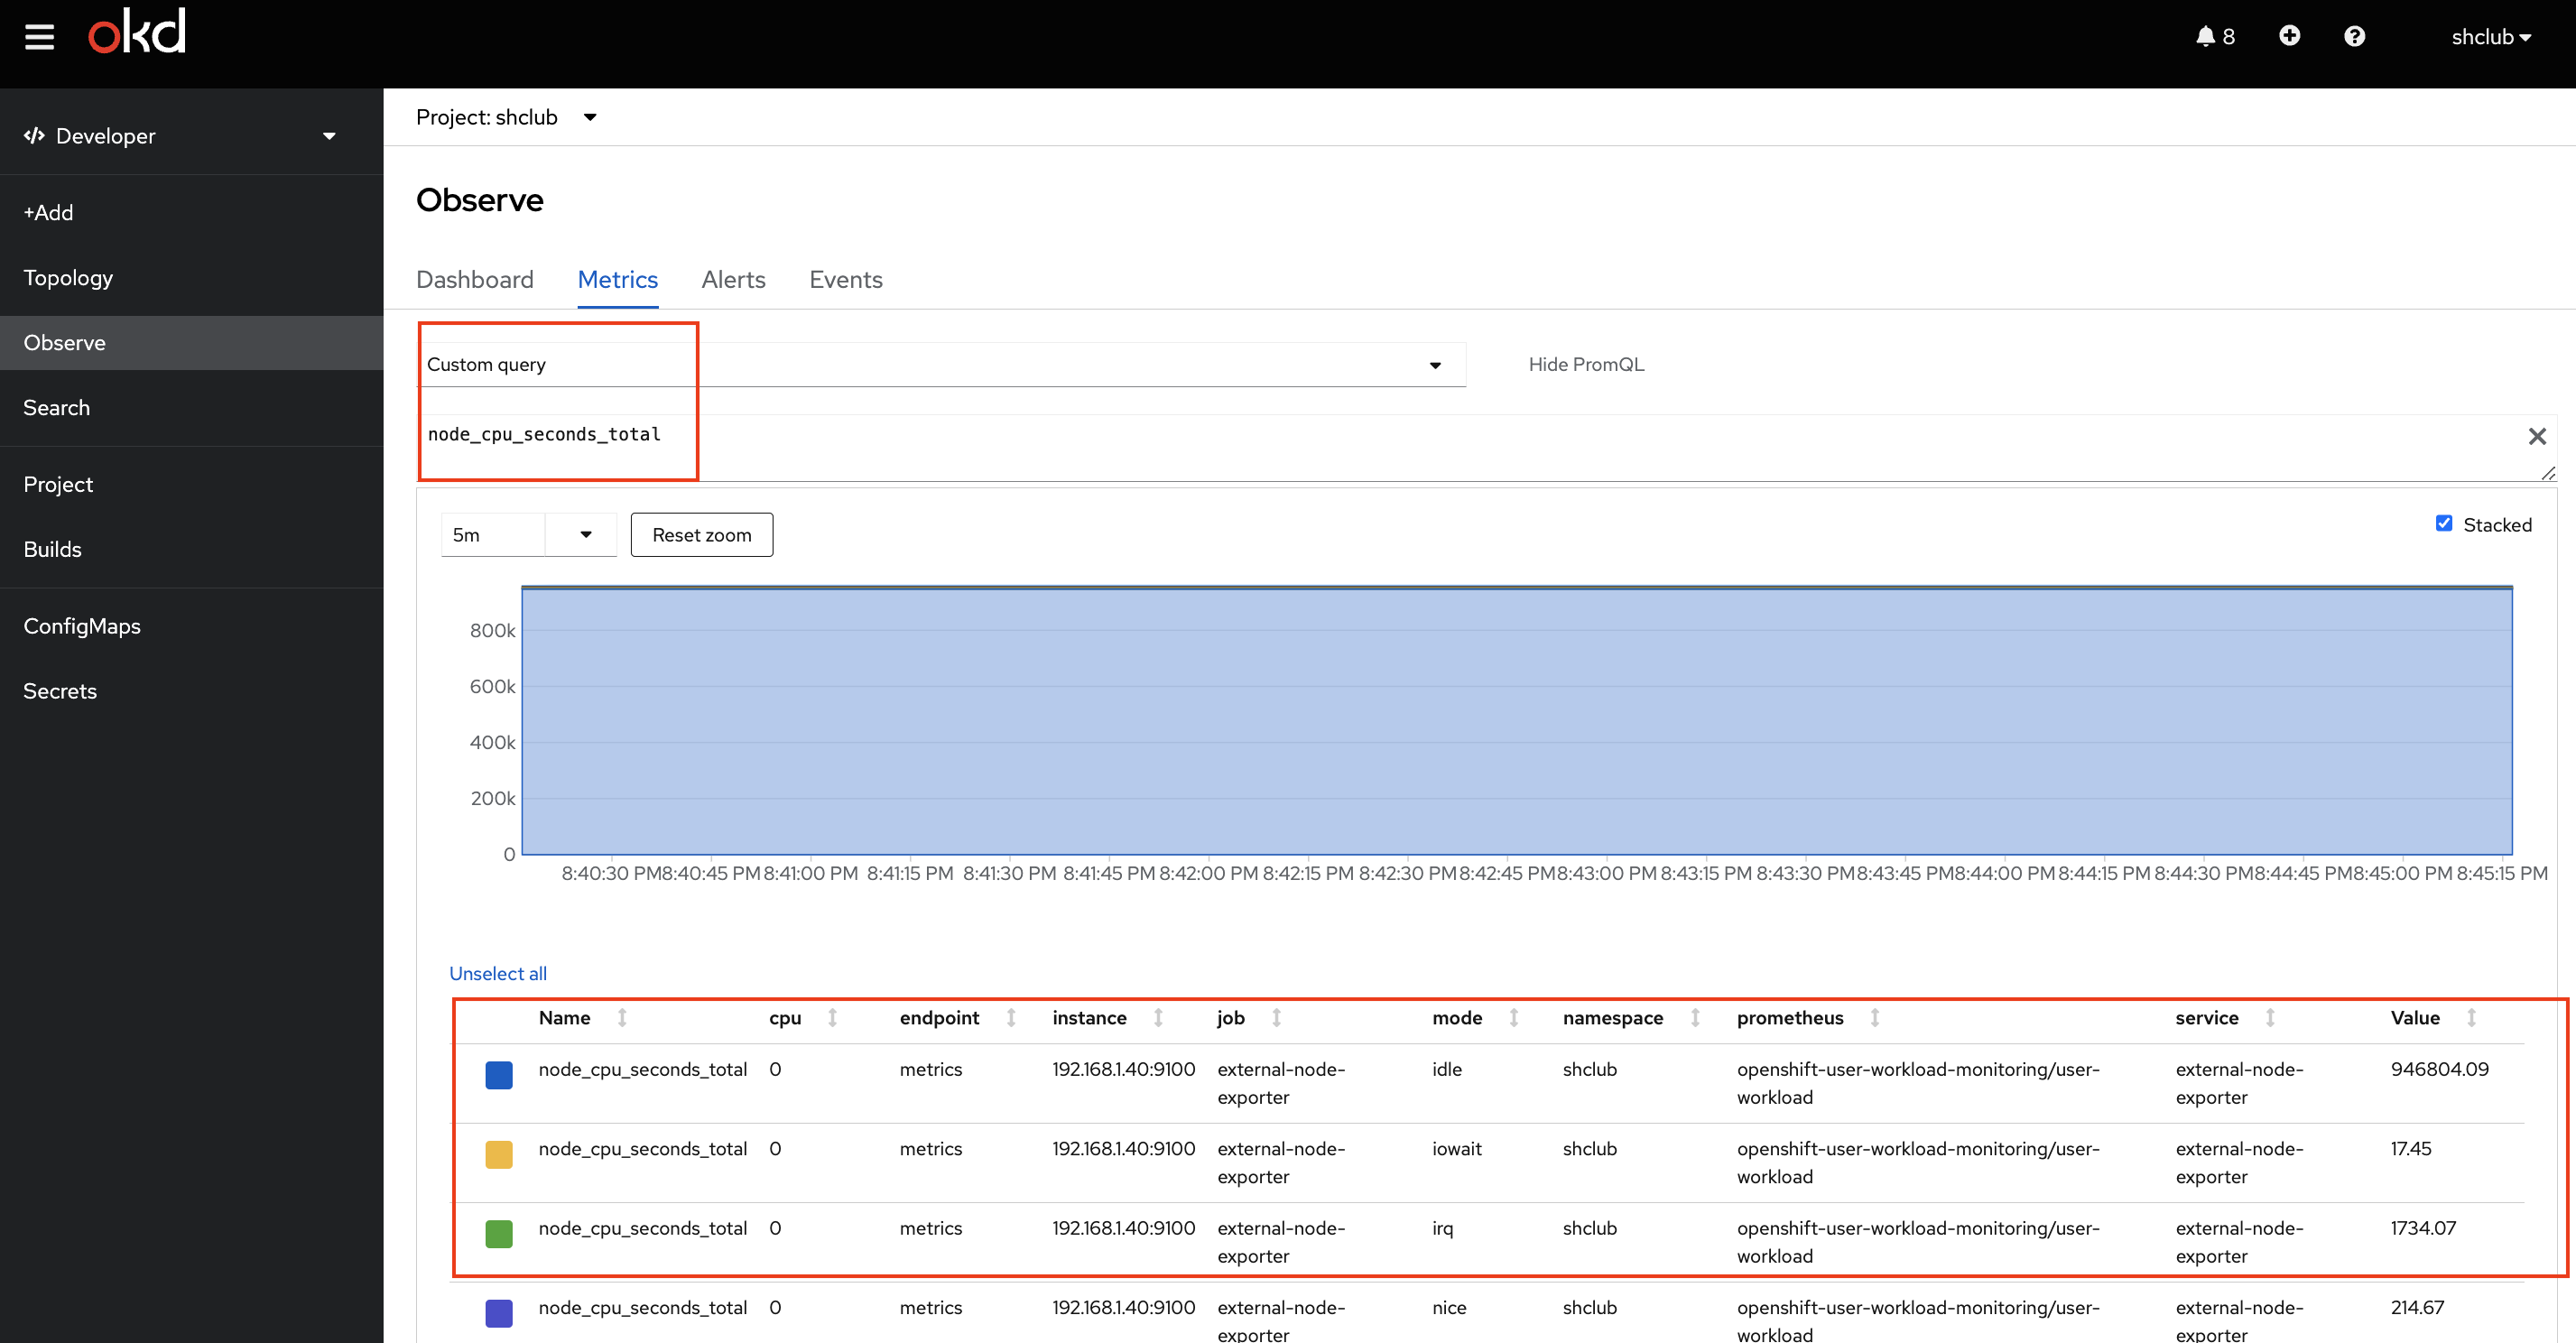 okd
8
shclub
Developer
+Add
Topology
Observe
Search
Project
Builds
ConfigMaps
Secrets
Project: shclub
Observe
Dashboard Metrics Alerts Events
Custom query
Hide PromQL
node_cpu_seconds_total
5m
Reset zoom
Stacked
800k
600k
400k
200k
0
8:40:30 PM 8:40:45 PM 8:41:00 PM 8:41:15 PM 8:41:30 PM 8:41:45 PM 8:42:00 PM 8:42:15 PM 8:42:30 PM 8:42:45 PM 8:43:00 PM 8:43:15 PM 8:43:30 PM 8:43:45 PM 8:44:00 PM 8:44:15 PM 8:44:30 PM 8:44:45 PM 8:45:00 PM 8:45:15 PM
Unselect all
Name cpu endpoint instance job mode namespace prometheus service Value
node_cpu_seconds_total 0 metrics 192.168.1.40:9100 external-node- idle shclub openshift-user-workload-monitoring/user- external-node- 946804.09
exporter workload exporter
node_cpu_seconds_total 0 metrics 192.168.1.40:9100 external-node- iowait shclub openshift-user-workload-monitoring/user- external-node- 17.45
exporter workload exporter
node_cpu_seconds_total 0 metrics 192.168.1.40:9100 external-node- irq shclub openshift-user-workload-monitoring/user- external-node- 1734.07
exporter workload exporter
node_cpu_seconds_total 0 metrics 192.168.1.40:9100 external-node- nice shclub openshift-user-workload-monitoring/user- external-node- 214.67
exporter workload exporter